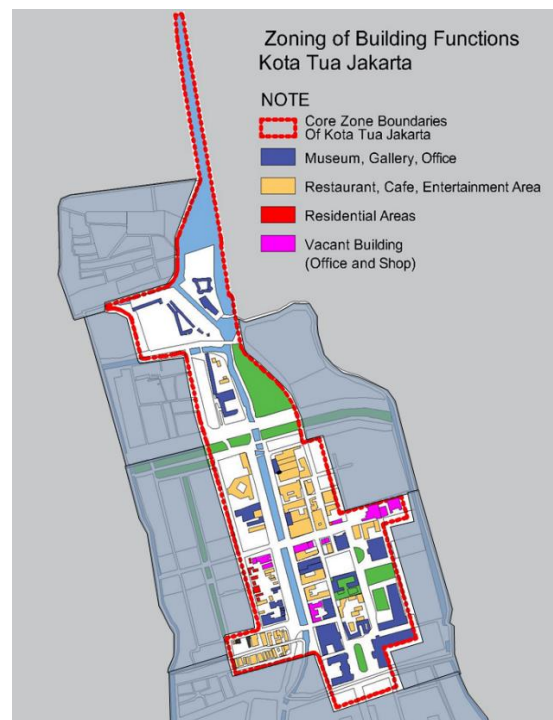 Zoning of Building Functions
Kota Tua Jakarta
NOTE
Core Zone Boundaries
Of Kota Tua Jakarta
Museum, Gallery, Office
Restaurant, Cafe, Entertainment Area
Residential Areas
Vacant Building
(Office and Shop)